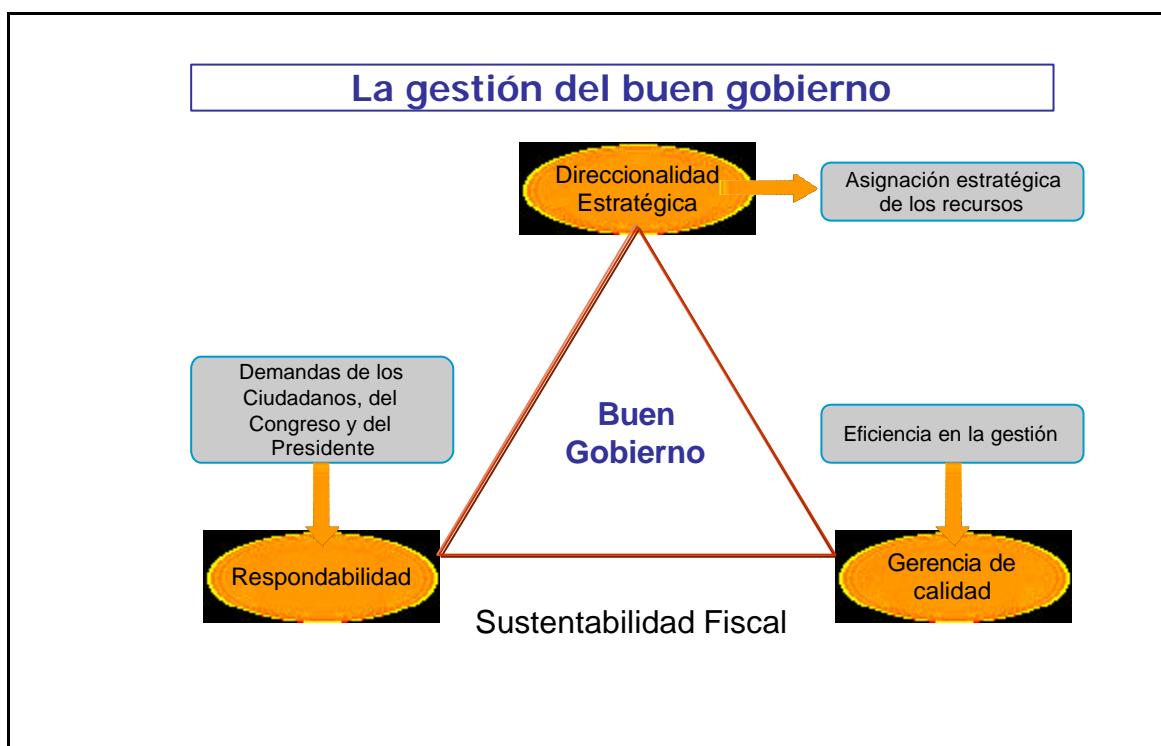 La gestión del buen gobierno
Direccionalidad
Estratégica
Asignación estratégica
de los recursos
Demandas de los
Ciudadanos, del
Congreso y del
Presidente
Buen
Gobierno
Eficiencia en la gestión
Respondabilidad
Gerencia de
calidad
Sustentabilidad Fiscal